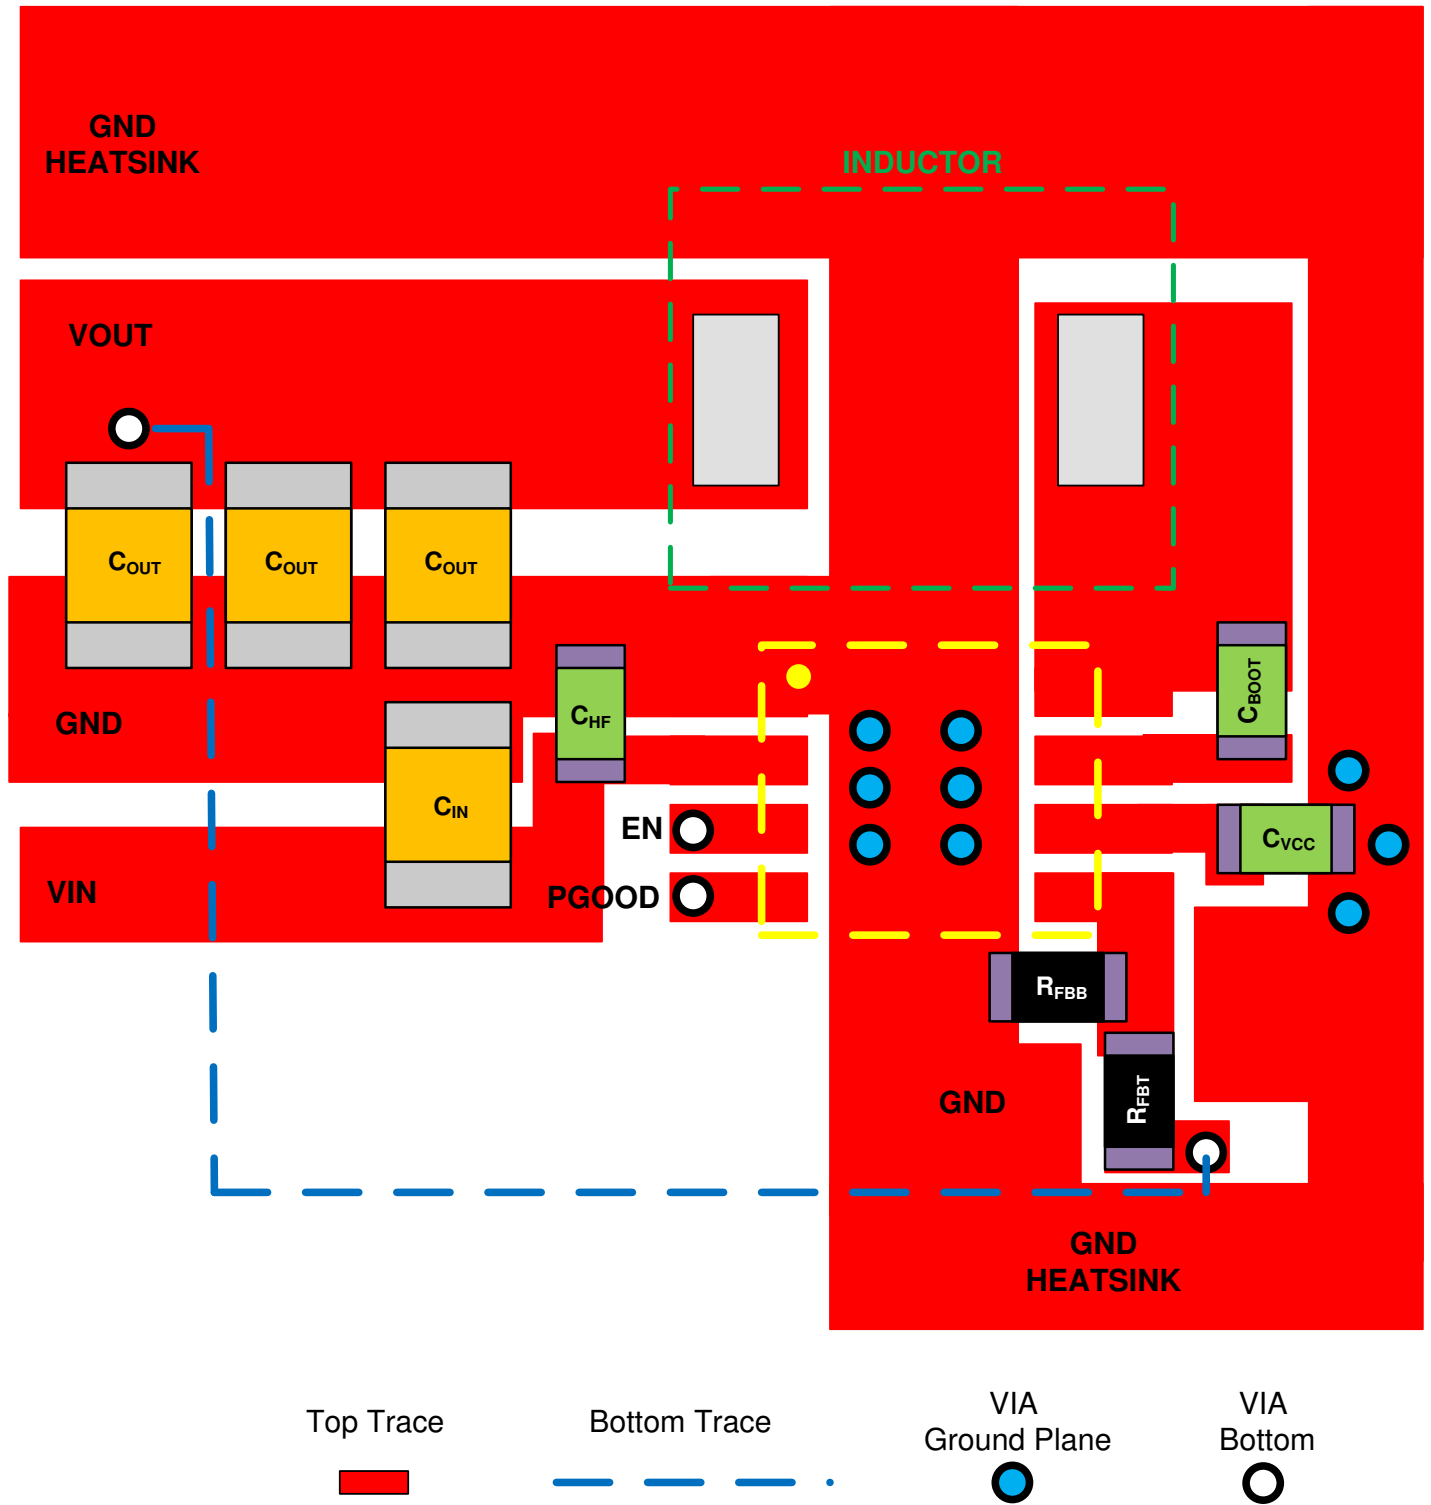 GND
HEATSINK
INDUCTOR
VOUT
COUT
COUT
COUT
CBOOT
CHF
GND
CIN
EN
CVCC
VIN
PGOOD
RFBB
RFBT
GND
GND
HEATSINK
Top Trace
Bottom Trace
VIA
Ground Plane
VIA
Bottom